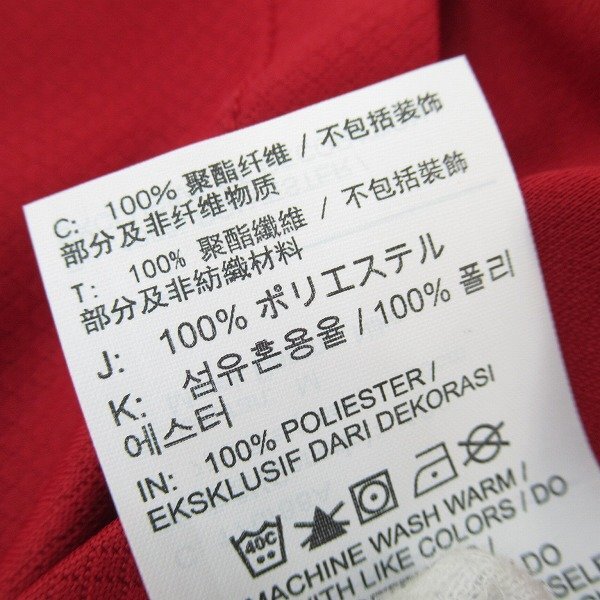 C: 100% 聚酯纤维 / 不包括装饰
部分及非纤维物质
T: 100% 聚酯纖維 / 不包括裝飾
部分及非紡織材料
J: 100% ポリエステル
K: 섬유혼용율 / 100% 폴리
에스터
IN: 100% POLIESTER /
EKSKLUSIF DARI DEKORASI
40C
MACHINE WASH WARM /
WITH LIKE COLORS / DO
DO